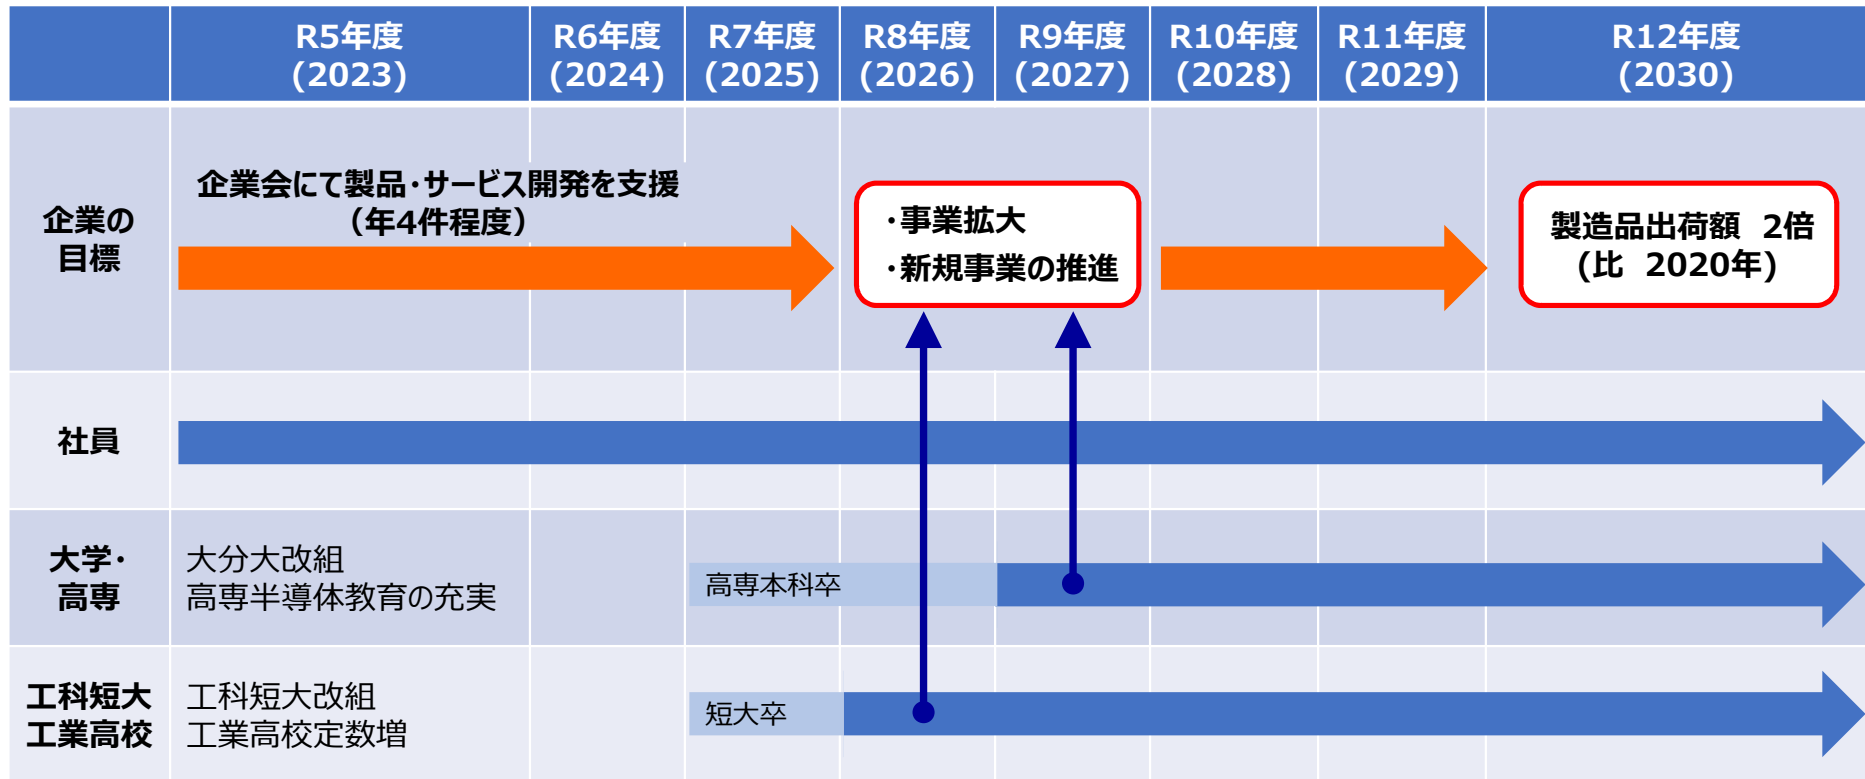 R5年度
(2023)
R6年度
(2024)
R7年度
(2025)
R8年度
(2026)
R9年度
(2027)
R10年度
(2028)
R11年度
(2029)
R12年度
(2030)
企業の
目標
企業会にて製品・サービス開発を支援
（年4件程度）
・事業拡大
・新規事業の推進
製造品出荷額 2倍
(比 2020年)
社員
大学・
高専
大分大改組
高専半導体教育の充実
高専本科卒
工科短大
工業高校
工科短大改組
工業高校定数増
短大卒